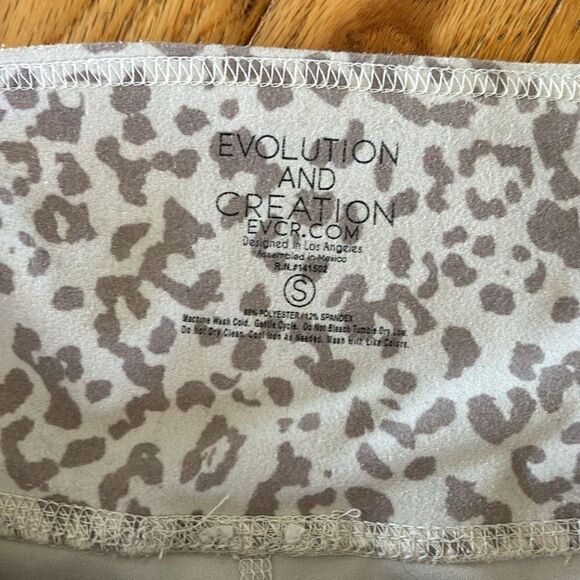 EVOLUTION
AND
CREATION
EVCR.COM
Designed In Los Angeles
Assembled in Mexico
R.N.#141502
S
88% POLYESTER / 12% SPANDEX
Machine Wash Cold. Gentle Cycle. Do Not Bleach Tumble Dry Low.
Do Not Dry Clean. Cool Iron As Needed. Wash With Like Colors.